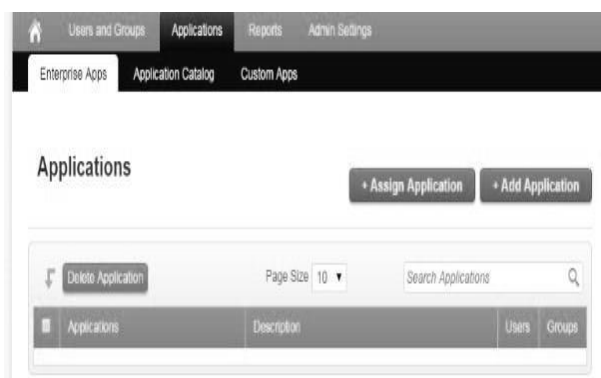 Users and Groups Applications Reports Admin Settings
Enterprise Apps Application Catalog Custom Apps
Applications
+ Assign Application + Add Application
Delete Application Page Size 10 Search Applications
Applications Description Users Groups